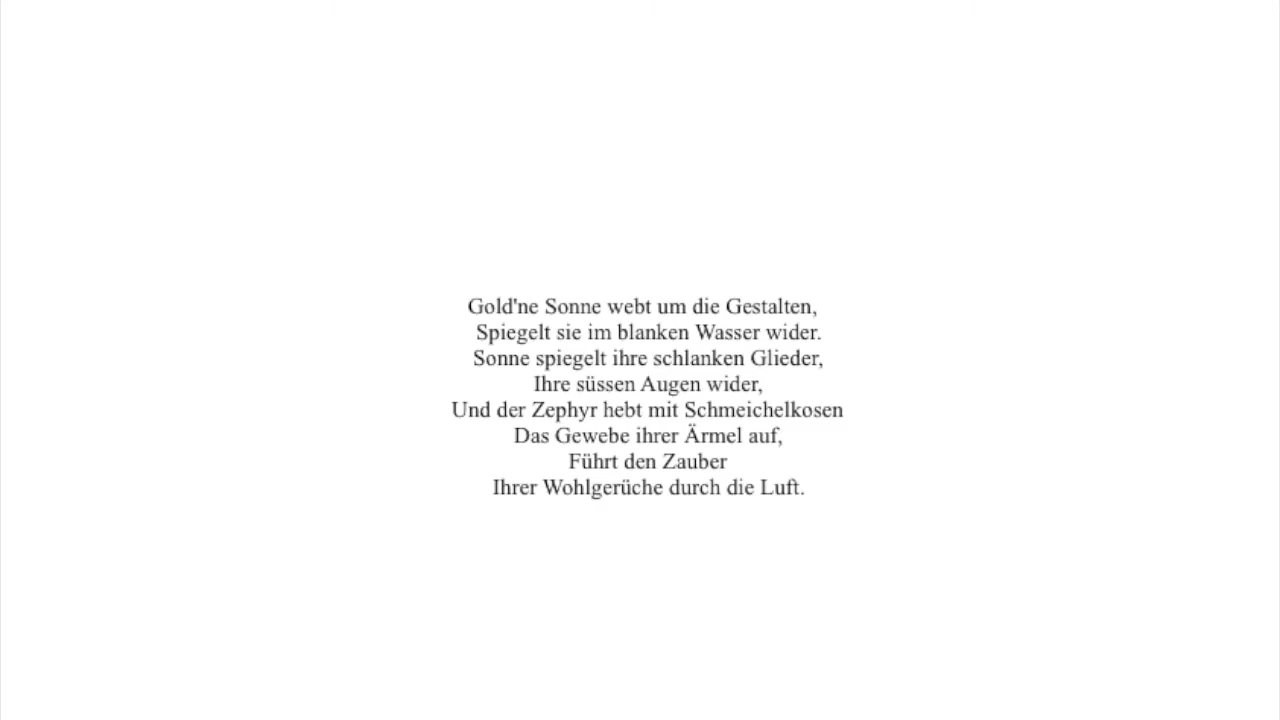 Gold'ne Sonne webt um die Gestalten,
Spiegelt sie im blanken Wasser wider.
Sonne spiegelt ihre schlanken Glieder,
Ihre süssen Augen wider,
Und der Zephyr hebt mit Schmeichelkosen
Das Gewebe ihrer Ärmel auf,
Führt den Zauber
Ihrer Wohlgerüche durch die Luft.